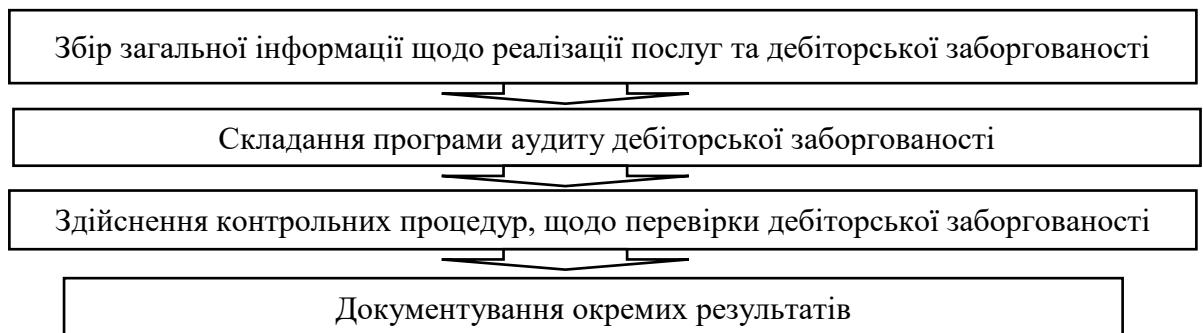 Збір загальної інформації щодо реалізації послуг та дебіторської заборгованості
Складання програми аудиту дебіторської заборгованості
Здійснення контрольних процедур, щодо перевірки дебіторської заборгованості
Документування окремих результатів